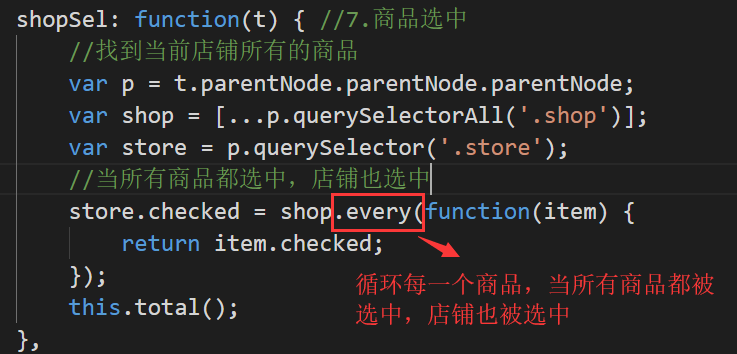 shopSel: function(t) { //7.商品选中
//找到当前店铺所有的商品
var p = t.parentNode.parentNode.parentNode;
var shop = [...p.querySelectorAll('.shop')];
var store = p.querySelector('.store');
//当所有商品都选中，店铺也选中
store.checked = shop.every(function(item) {
return item.checked;
});
循环每一个商品，当所有商品都被
选中，店铺也被选中
this.total();
},